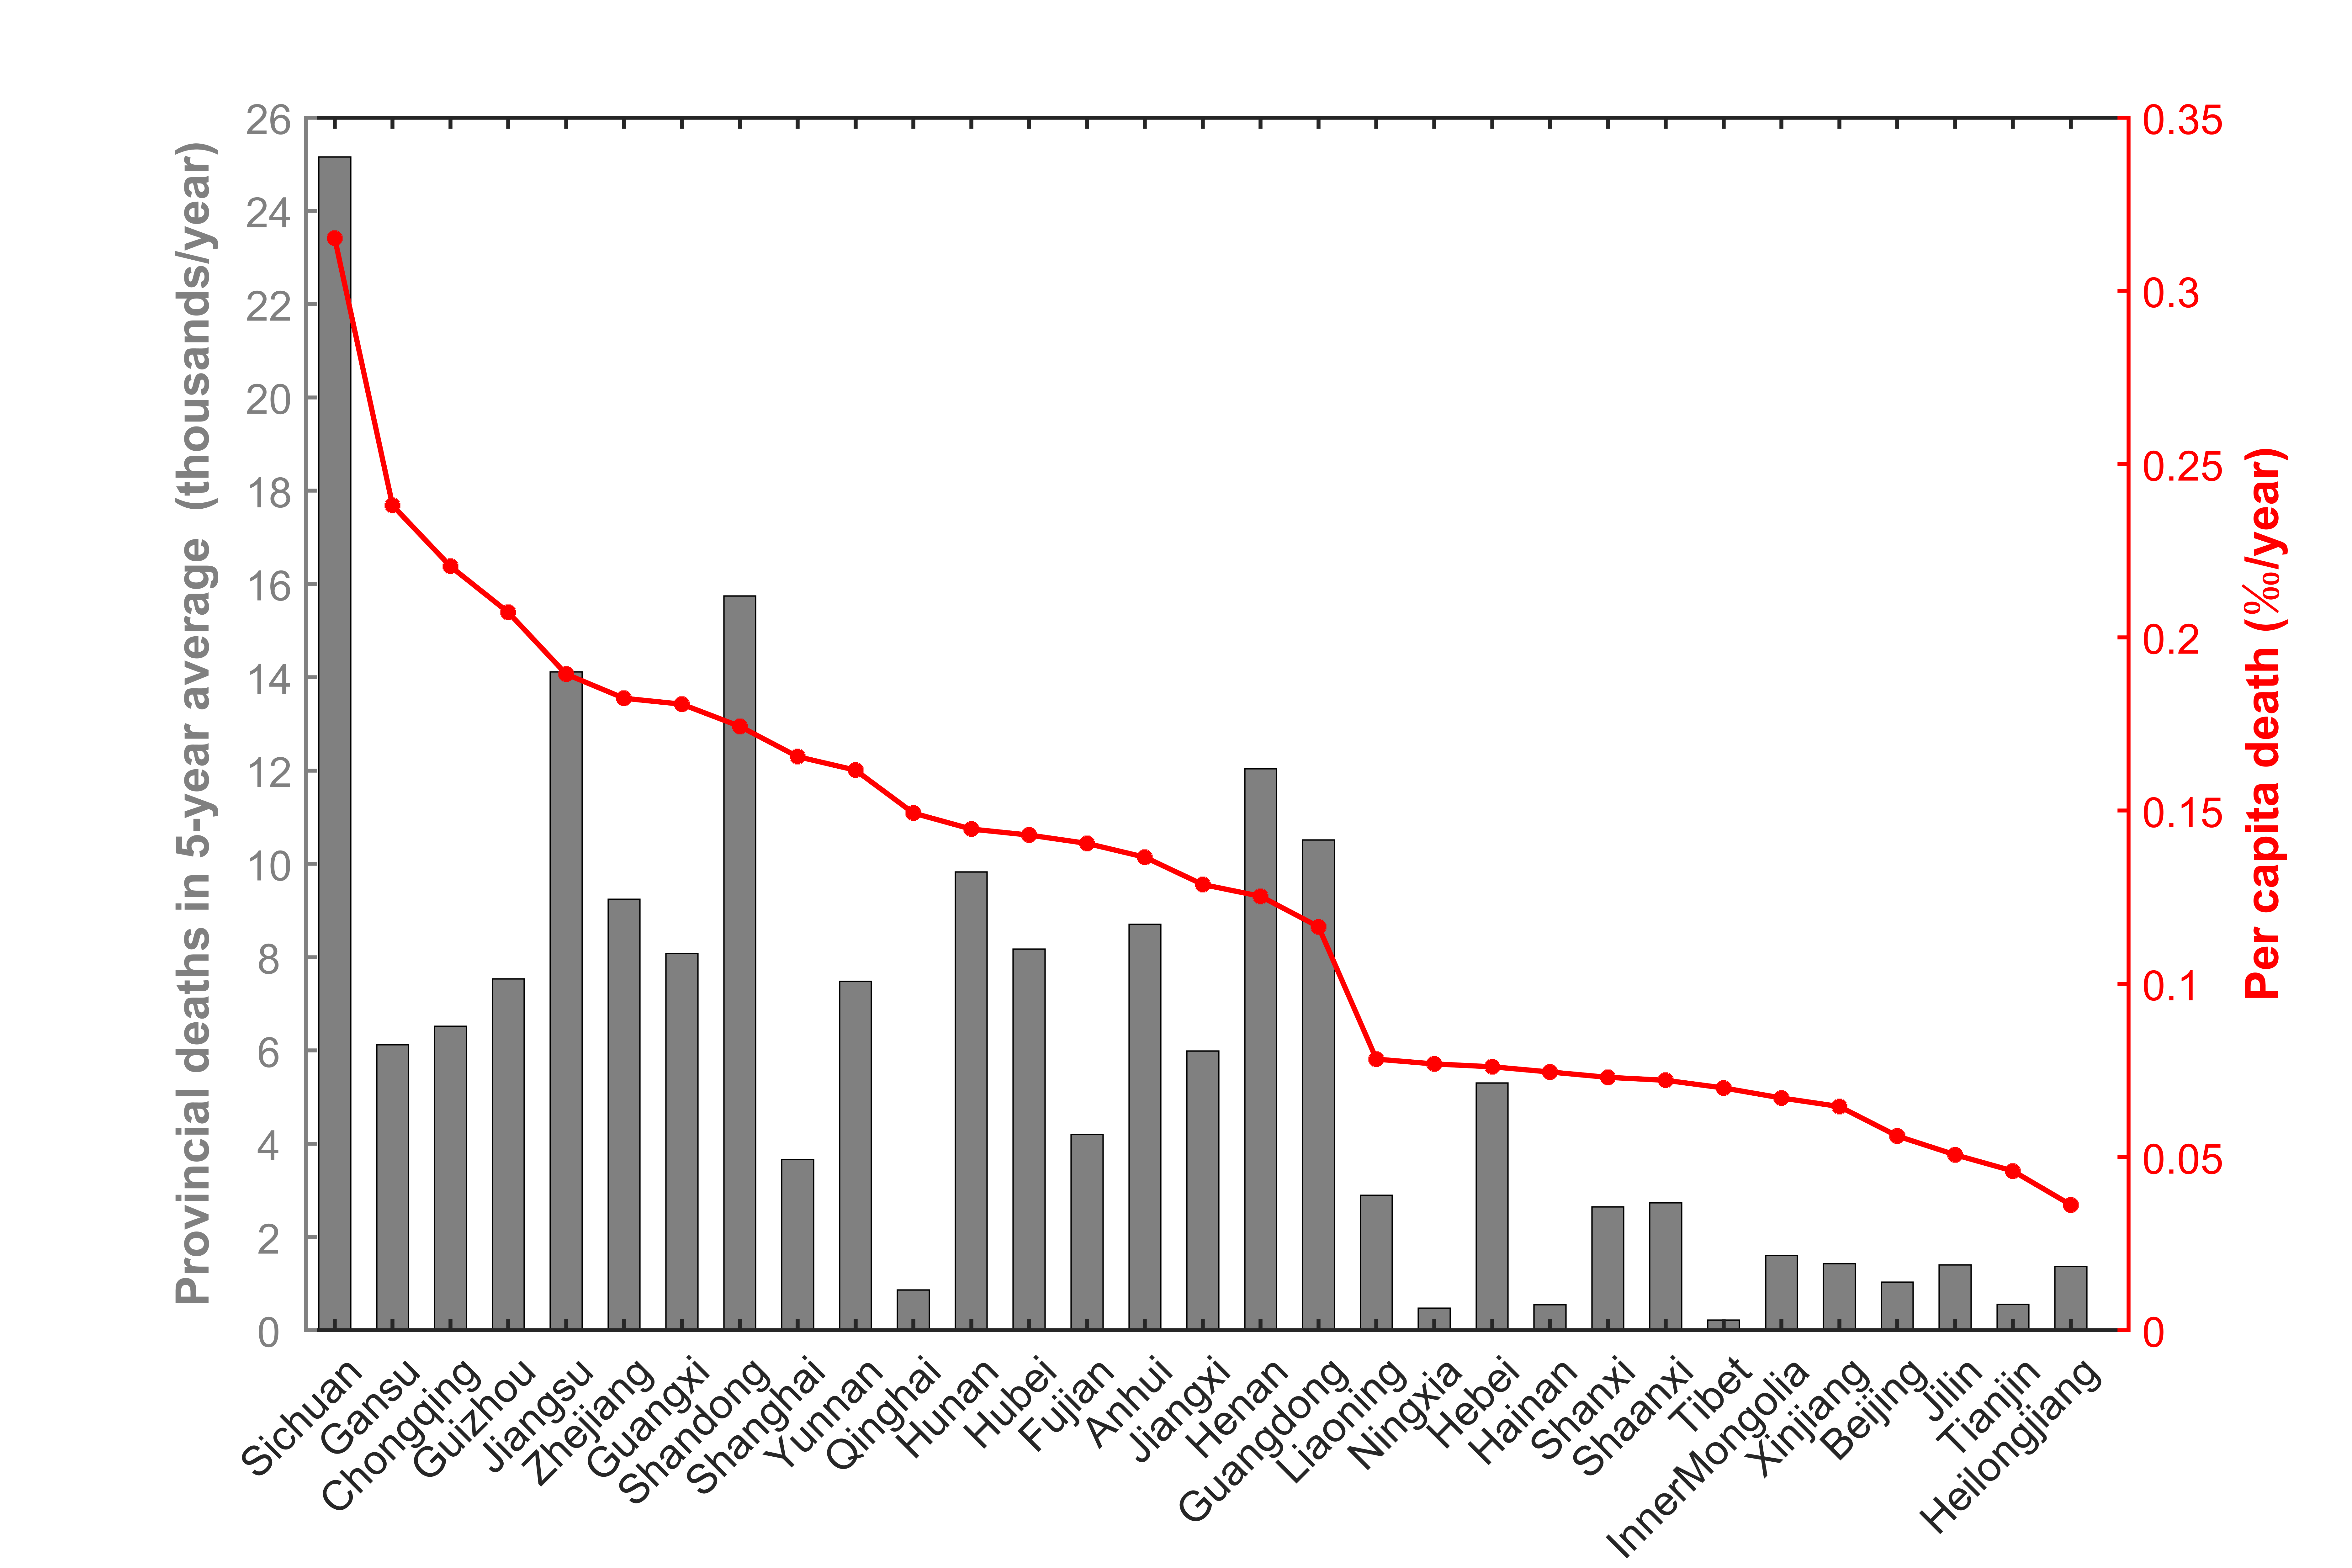 Provincial deaths in 5-year average (thousands/year)
26
24
22
20
18
16
14
12
10
8
6
4
2
0
0.35
0.3
0.25
0.2
0.15
0.1
0.05
0
Per capita death (‰/year)
Sichuan
Gansu
Chongqing
Guizhou
Jiangsu
Zhejiang
Guangxi
Shandong
Shanghai
Yunnan
Qinghai
Hunan
Hubei
Fujian
Anhui
Jiangxi
Henan
Guangdong
Liaoning
Ningxia
Hebei
Hainan
Shanxi
Shaanxi
Tibet
InnerMongolia
Xinjiang
Beijing
Jilin
Tianjin
Heilongjiang